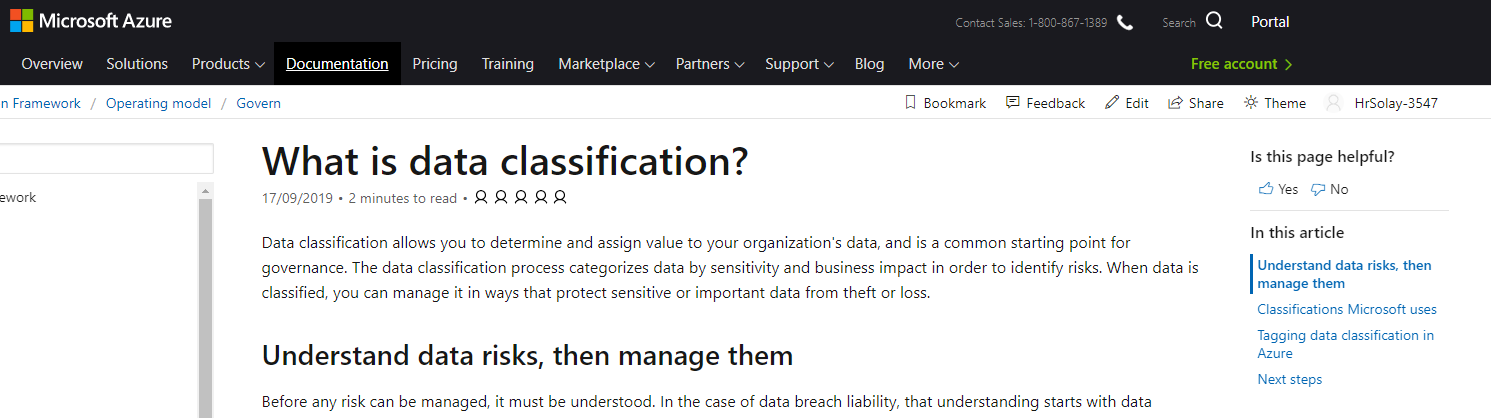 Microsoft Azure
Contact Sales: 1-800-867-1389
Search
Portal
Overview Solutions Products Documentation Pricing Training Marketplace Partners Support Blog More
Free account
n Framework / Operating model / Govern
Bookmark Feedback Edit Share Theme HrSolay-3547
ework
What is data classification?
17/09/2019 • 2 minutes to read •
Data classification allows you to determine and assign value to your organization's data, and is a common starting point for
governance. The data classification process categorizes data by sensitivity and business impact in order to identify risks. When data is
classified, you can manage it in ways that protect sensitive or important data from theft or loss.
Understand data risks, then manage them
Before any risk can be managed, it must be understood. In the case of data breach liability, that understanding starts with data
Is this page helpful?
Yes No
In this article
Understand data risks, then
manage them
Classifications Microsoft uses
Tagging data classification in
Azure
Next steps